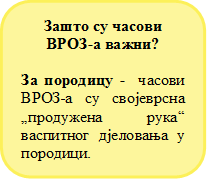 Зашто су часови
ВРОЗ-а важни?
За породицу - часови
ВРОЗ-а су својеврсна
„продужена рука“
васпитног дјеловања у
породици.